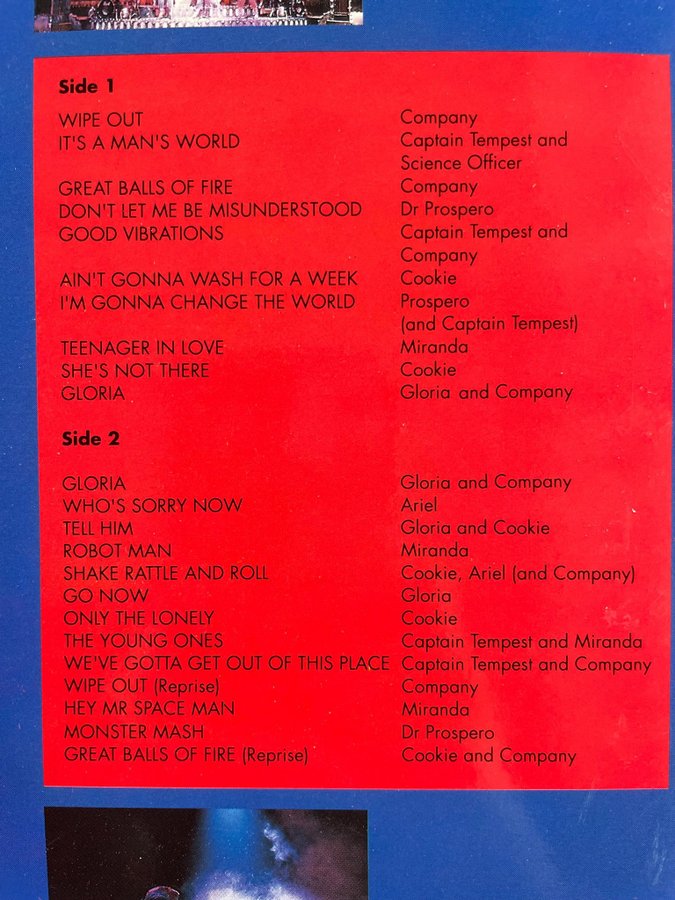 Side 1
WIPE OUT Company
IT'S A MAN'S WORLD Captain Tempest and
Science Officer
GREAT BALLS OF FIRE Company
DON'T LET ME BE MISUNDERSTOOD Dr Prospero
GOOD VIBRATIONS Captain Tempest and
Company
AIN'T GONNA WASH FOR A WEEK Cookie
I'M GONNA CHANGE THE WORLD Prospero
(and Captain Tempest)
TEENAGER IN LOVE Miranda
SHE'S NOT THERE Cookie
GLORIA Gloria and Company
Side 2
GLORIA Gloria and Company
WHO'S SORRY NOW Ariel
TELL HIM Gloria and Cookie
ROBOT MAN Miranda
SHAKE RATTLE AND ROLL Cookie, Ariel (and Company)
GO NOW Gloria
ONLY THE LONELY Cookie
THE YOUNG ONES Captain Tempest and Miranda
WE'VE GOTTA GET OUT OF THIS PLACE Captain Tempest and Company
WIPE OUT (Reprise) Company
HEY MR SPACE MAN Miranda
MONSTER MASH Dr Prospero
GREAT BALLS OF FIRE (Reprise) Cookie and Company